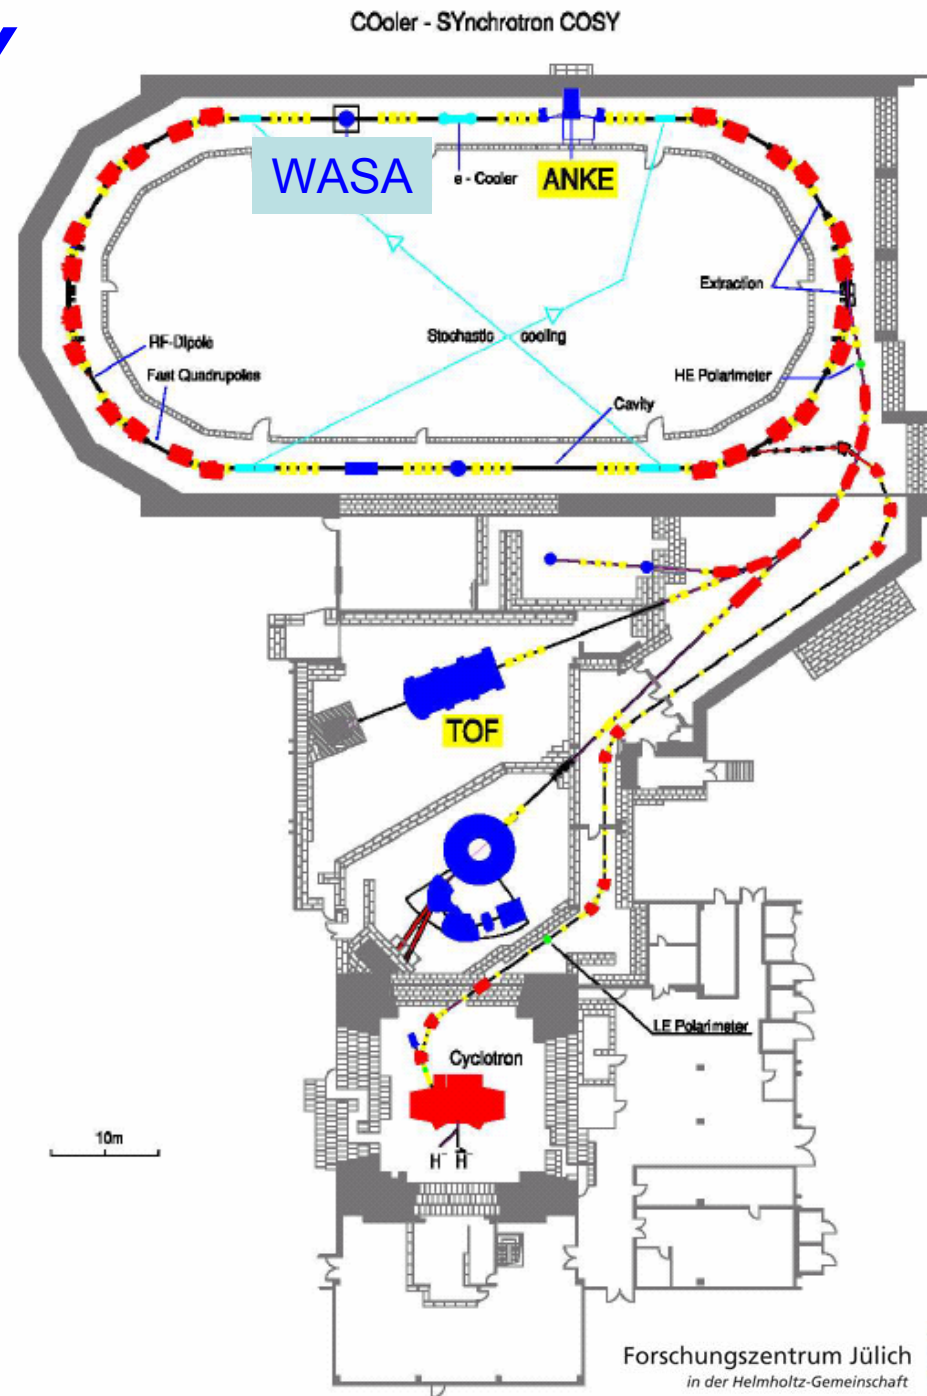 COoler - SYnchrotron COSY
WASA
e - Cooler
ANKE
Extraction
Stochastic cooling
RF-Dipole
Fast Quadrupoles
HE Polarimeter
Cavity
TOF
LE Polarimeter
Cyclotron
10m
H⁻ H⃗⁻
Forschungszentrum Jülich
in der Helmholtz-Gemeinschaft